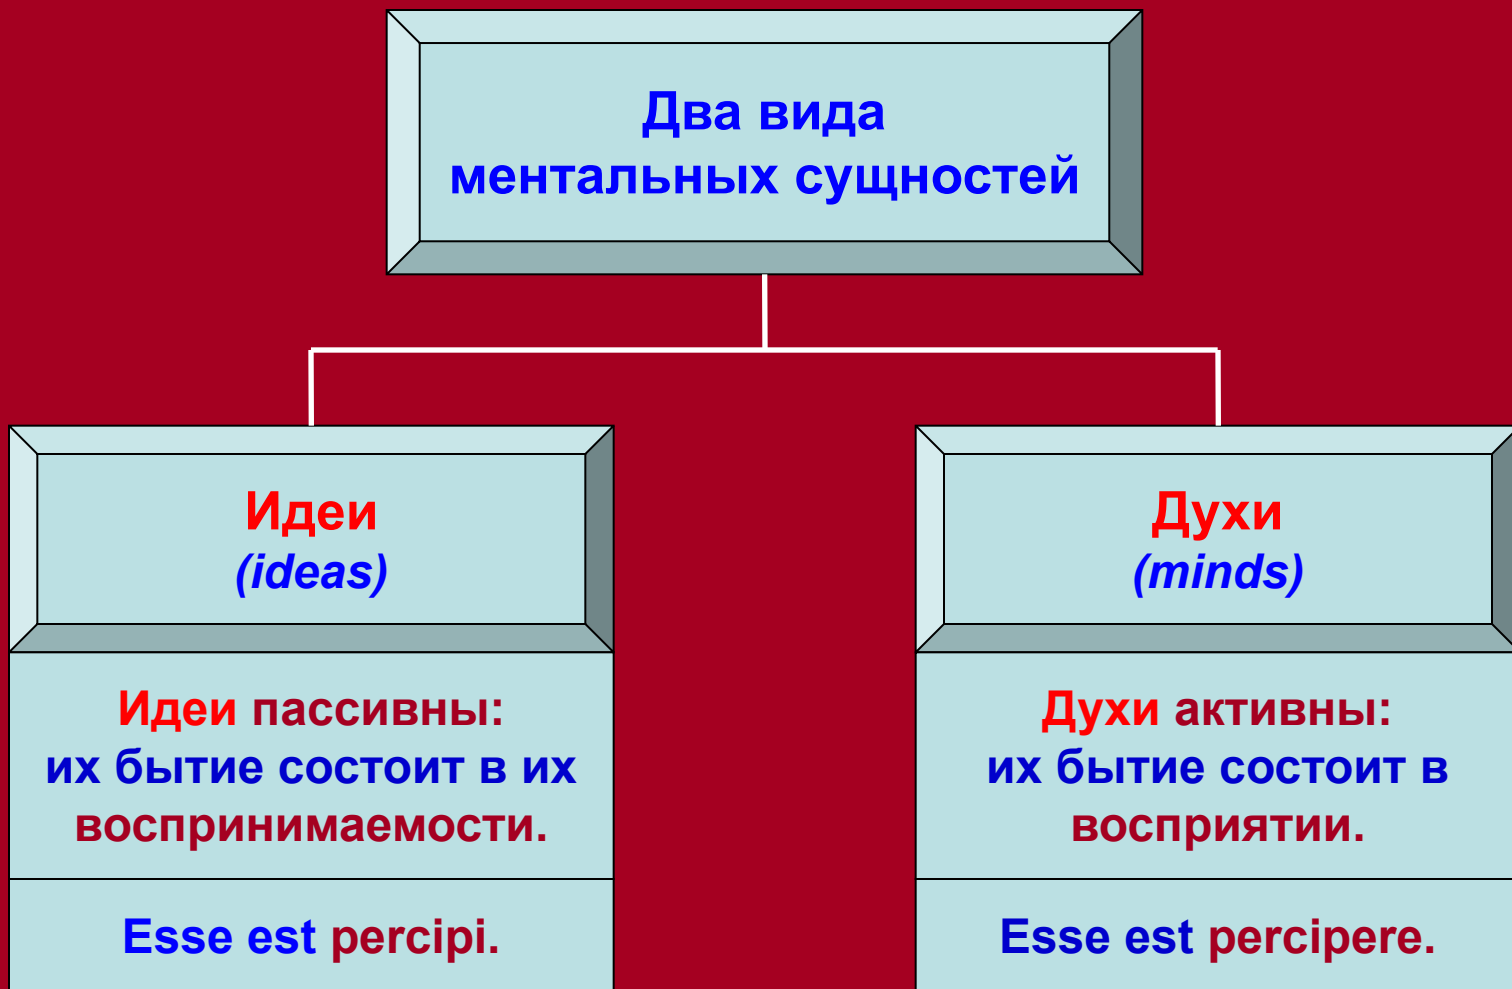 Два вида
ментальных сущностей
Идеи
(ideas)
Идеи пассивны:
их бытие состоит в их
воспринимаемости.
Esse est percipi.
Духи
(minds)
Духи активны:
их бытие состоит в
восприятии.
Esse est percipere.